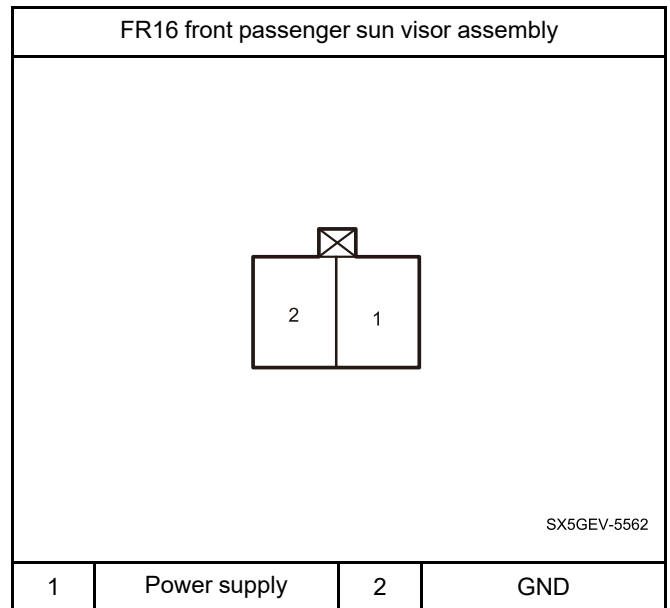 FR16 front passenger sun visor assembly
2 1
SX5GEV-5562
1 Power supply 2 GND